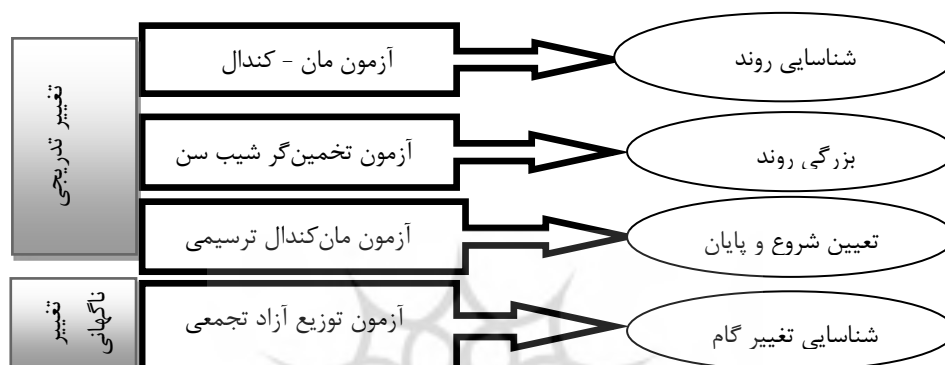 تغییر تدریجی
آزمون مان - کندال
شناسایی روند
آزمون تخمین‌گر شیب سن
بزرگی روند
آزمون مان‌کندال ترسیمی
تعیین شروع و پایان
تغییر
ناگهانی
آزمون توزیع آزاد تجمعی
شناسایی تغییر گام